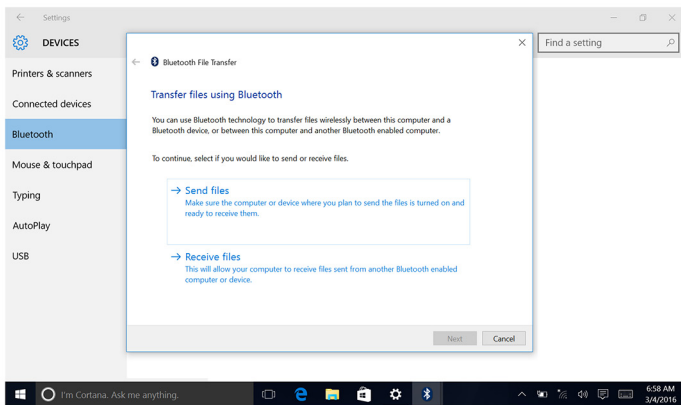 Settings
DEVICES
Find a setting
Printers & scanners
Connected devices
Bluetooth
Mouse & touchpad
Typing
AutoPlay
USB
Bluetooth File Transfer
Transfer files using Bluetooth
You can use Bluetooth technology to transfer files wirelessly between this computer and a
Bluetooth device, or between this computer and another Bluetooth enabled computer.
To continue, select if you would like to send or receive files.
Send files
Make sure the computer or device where you plan to send the files is turned on and
ready to receive them.
Receive files
This will allow your computer to receive files sent from another Bluetooth enabled
computer or device.
Next
Cancel
I'm Cortana. Ask me anything.
6:58 AM
3/4/2016